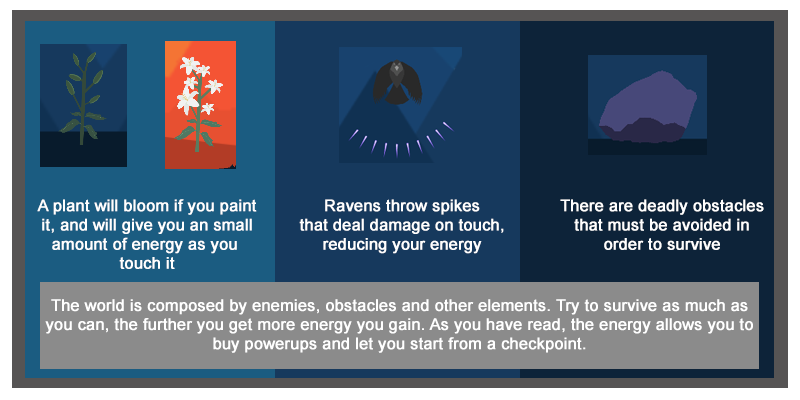 A plant will bloom if you paint
it, and will give you an small
amount of energy as you
touch it
Ravens throw spikes
that deal damage on touch,
reducing your energy
There are deadly obstacles
that must be avoided in
order to survive
The world is composed by enemies, obstacles and other elements. Try to survive as much as
you can, the further you get more energy you gain. As you have read, the energy allows you to
buy powerups and let you start from a checkpoint.